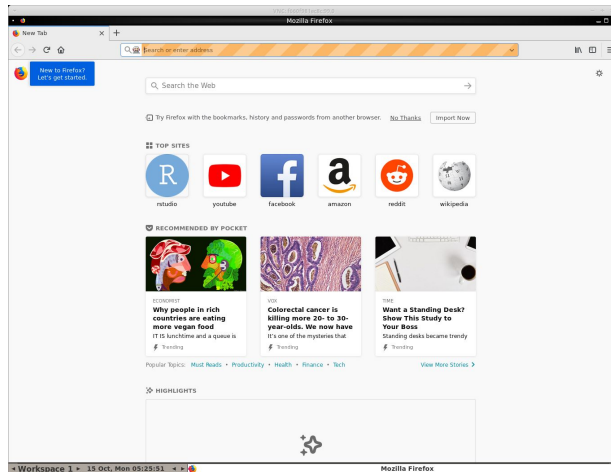 Mozilla Firefox
New Tab
Search or enter address
New to Firefox?
Let's get started.
Search the Web
Try Firefox with the bookmarks, history and passwords from another browser. No Thanks Import Now
TOP SITES
R
a
rstudio youtube facebook amazon reddit wikipedia
RECOMMENDED BY POCKET
ECONOMIST
Why people in rich
countries are eating
more vegan food
IT IS lunchtime and a queue is
Trending
VOX
Colorectal cancer is
killing more 20- to 30-
year-olds. We now have
It's one of the mysteries that
Trending
TIME
Want a Standing Desk?
Show This Study to
Your Boss
Standing desks became trendy
Trending
Popular Topics: Must Reads • Productivity • Health • Finance • Tech View More Stories
HIGHLIGHTS
Workspace 1 15 Oct, Mon 05:25:51 Mozilla Firefox